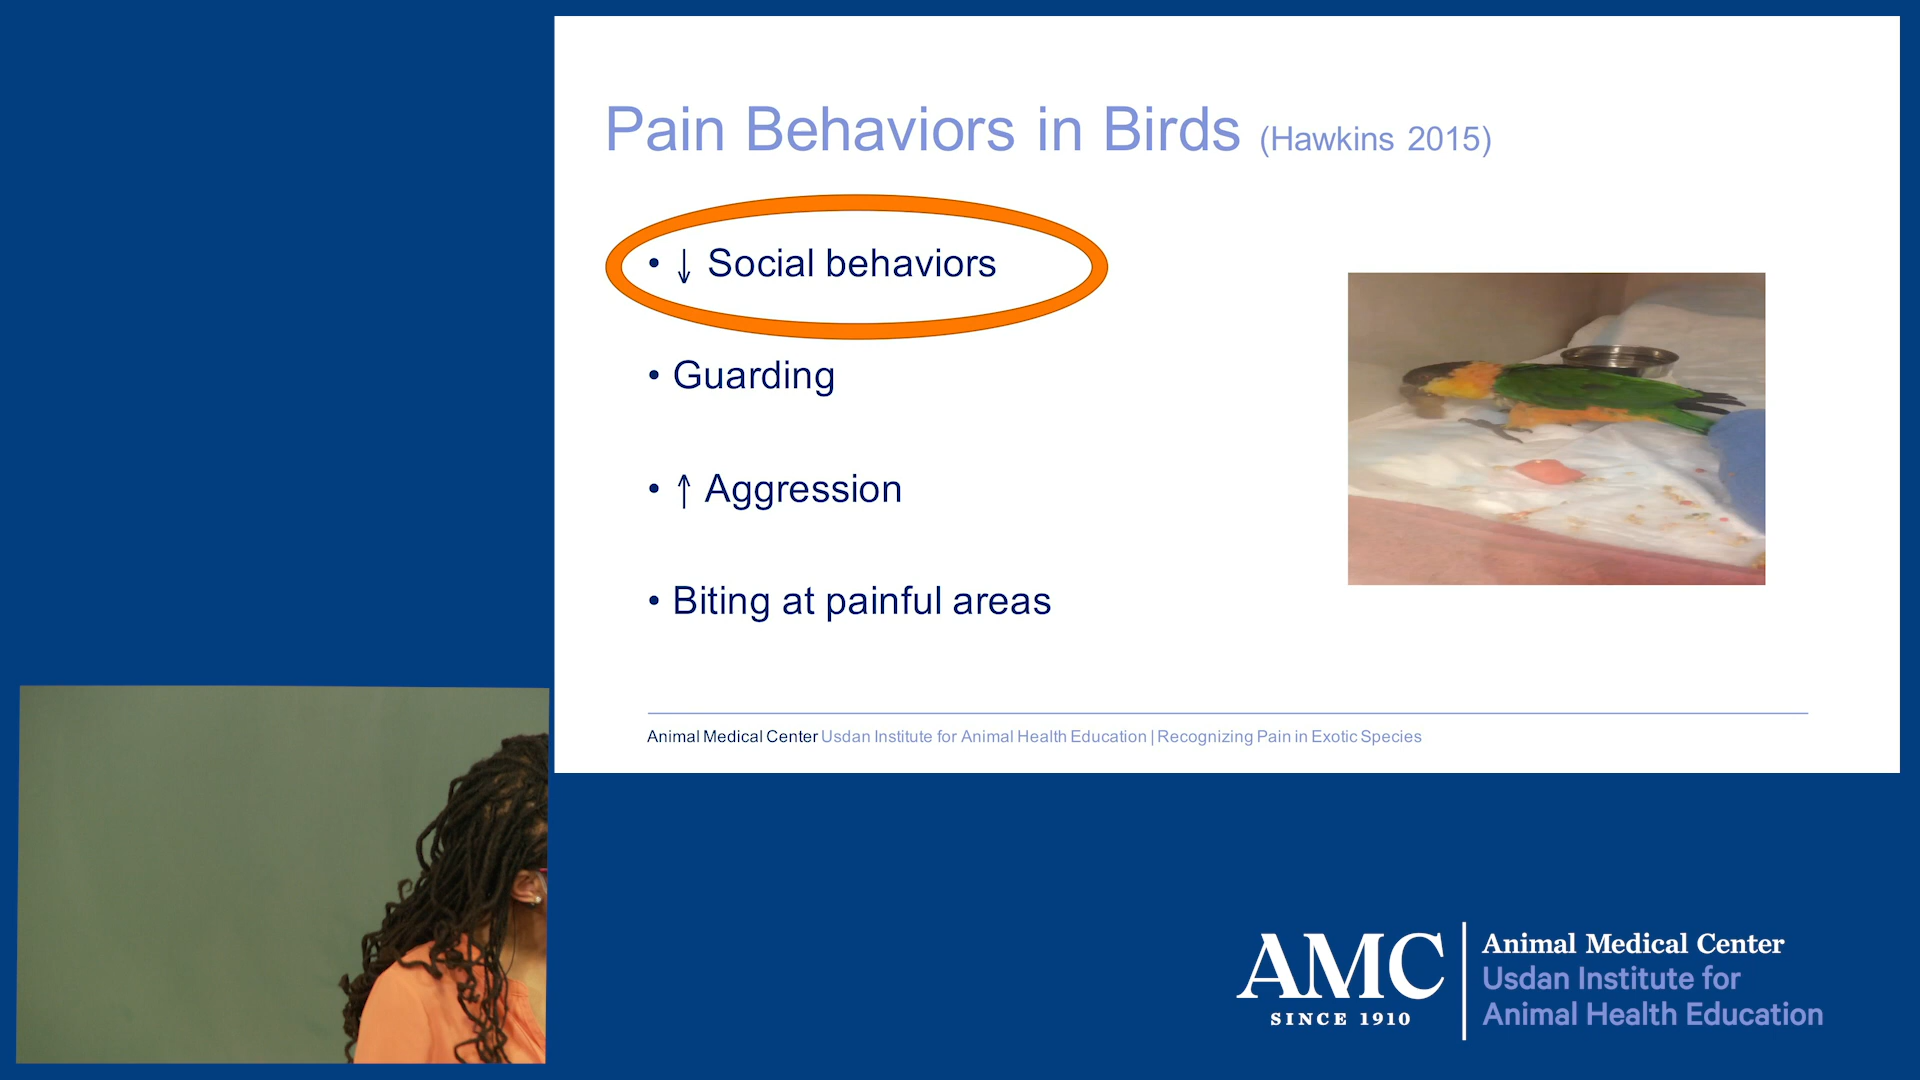 Pain Behaviors in Birds (Hawkins 2015)
• ↓ Social behaviors
• Guarding
• ↑ Aggression
• Biting at painful areas
Animal Medical Center Usdan Institute for Animal Health Education | Recognizing Pain in Exotic Species
AMC
SINCE 1910
Animal Medical Center
Usdan Institute for
Animal Health Education